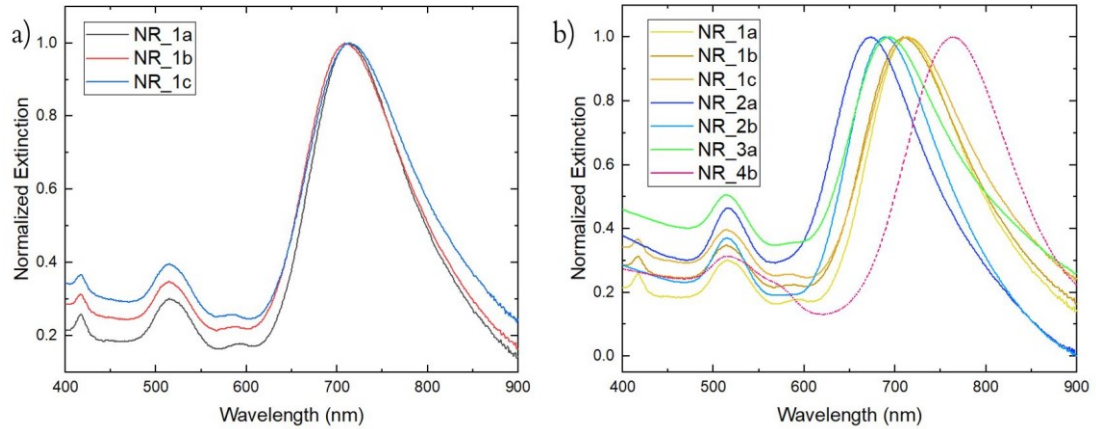 a)
NR_1a
NR_1b
NR_1c
1.0
0.8
0.6
0.4
0.2
Normalized Extinction
400 500 600 700 800 900
Wavelength (nm)
b)
NR_1a
NR_1b
NR_1c
NR_2a
NR_2b
NR_3a
NR_4b
1.0
0.8
0.6
0.4
0.2
0.0
Normalized Extinction
400 500 600 700 800 900
Wavelength (nm)